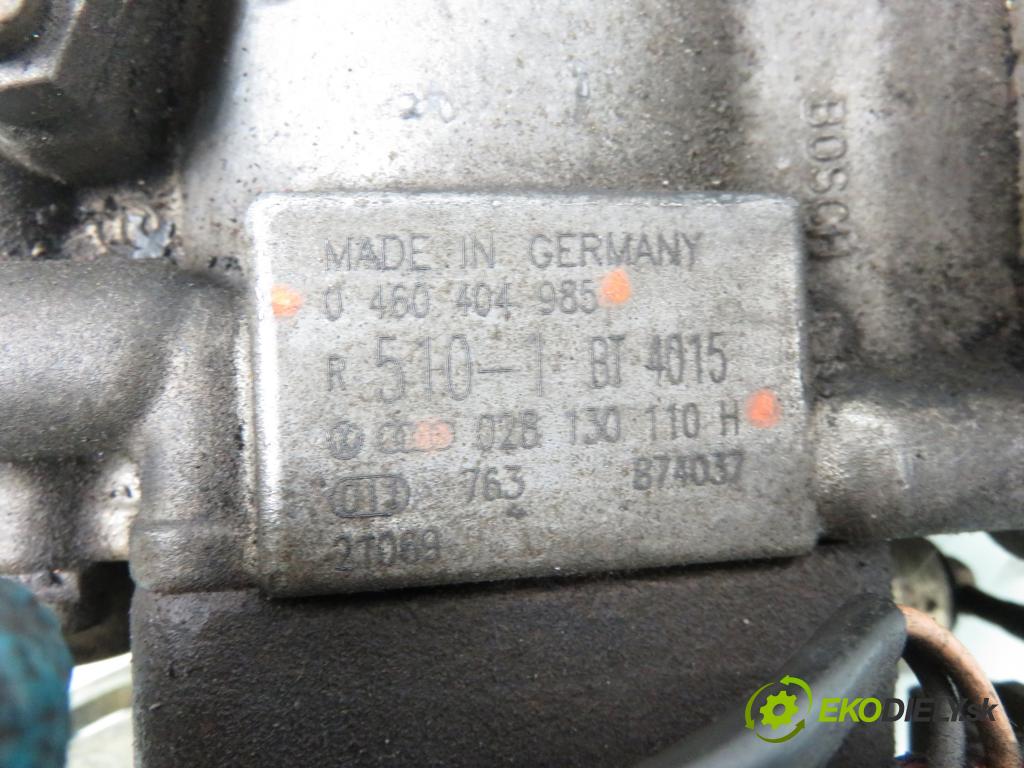 BOSCH
MADE IN GERMANY
0 460 404 985
R 510-1 BT 4015
028 130 110 H
763 874037
2T069
EKODIELY.sk